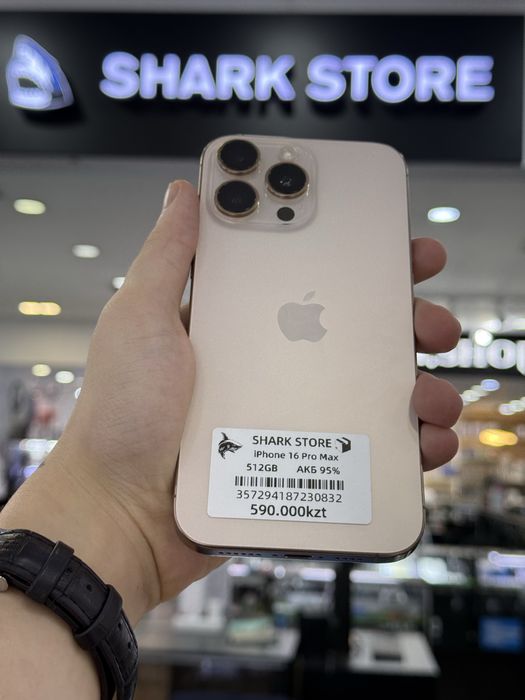 SHARK STORE
SHARK STORE
iPhone 16 Pro Max
512GB АКБ 95%
357294187230832
590.000kzt